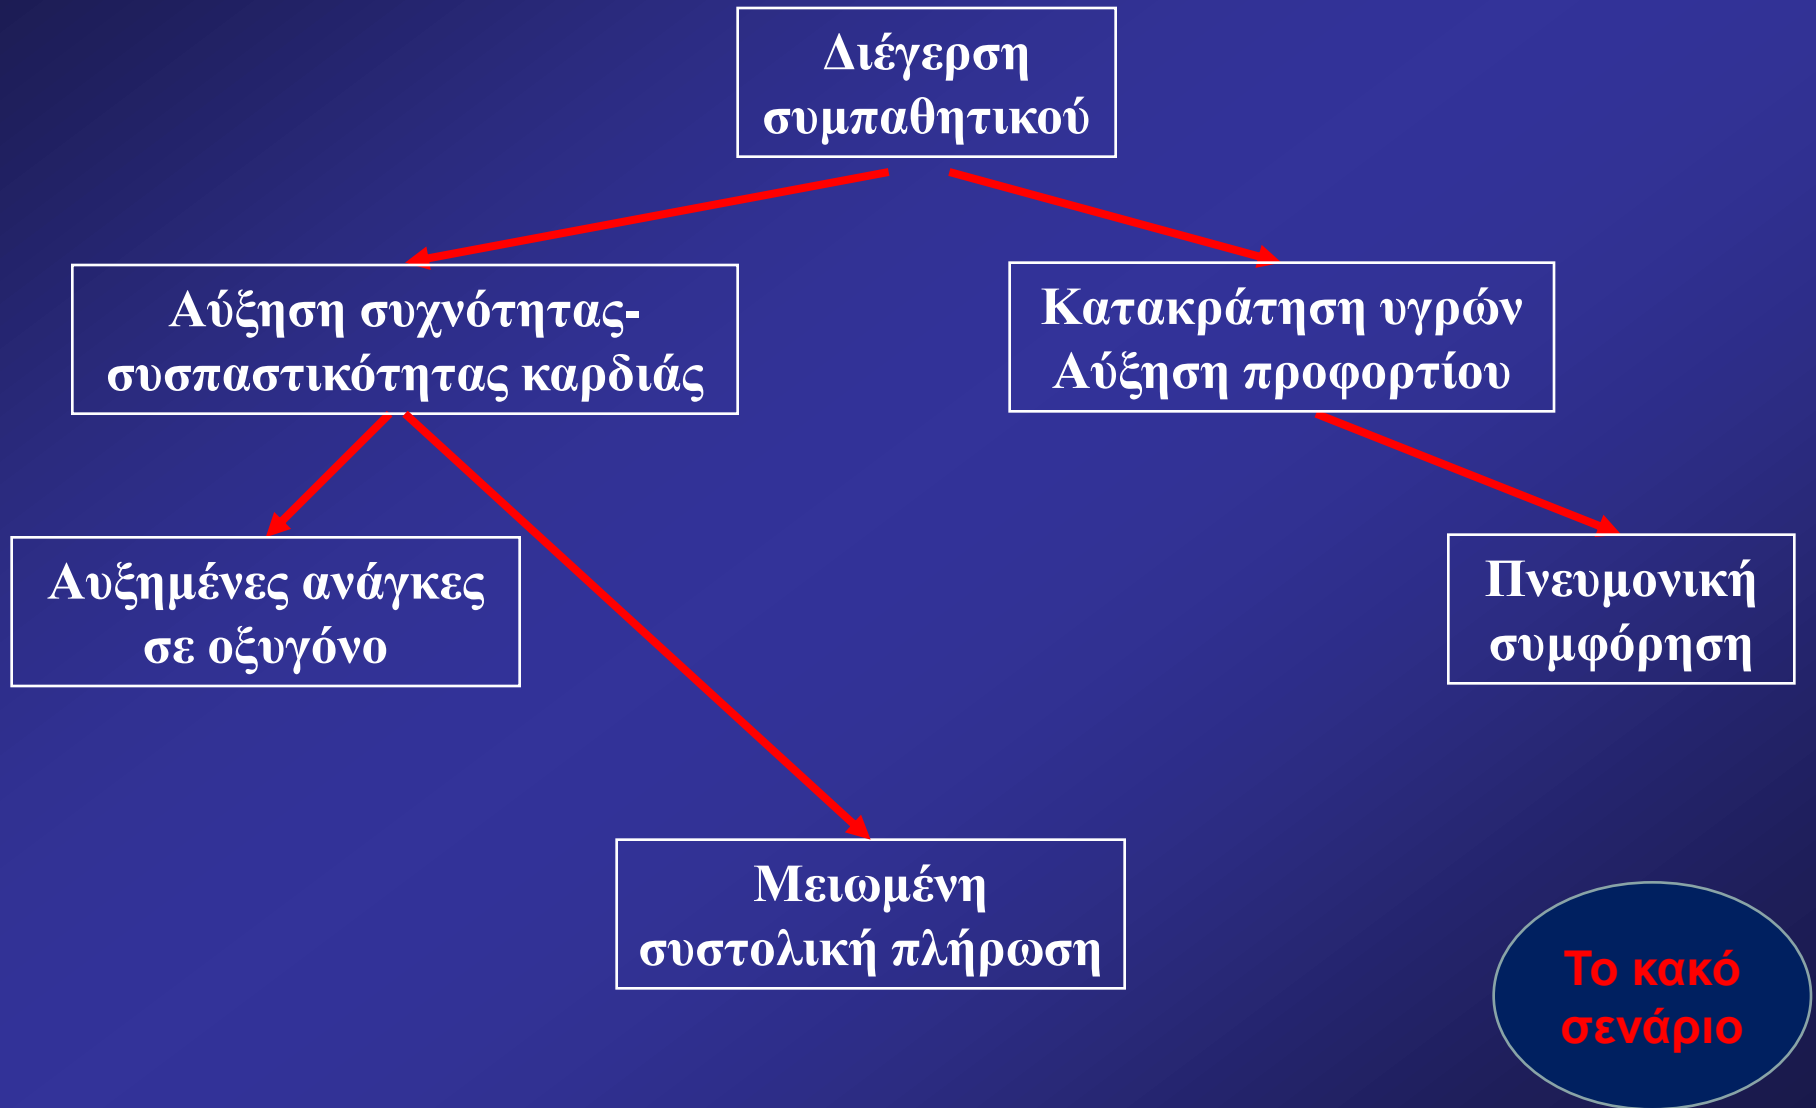 Διέγερση
συμπαθητικού
Αύξηση συχνότητας-
συσπαστικότητας καρδιάς
Κατακράτηση υγρών
Αύξηση προφορτίου
Αυξημένες ανάγκες
σε οξυγόνο
Πνευμονική
συμφόρηση
Μειωμένη
συστολική πλήρωση
Το κακό
σενάριο